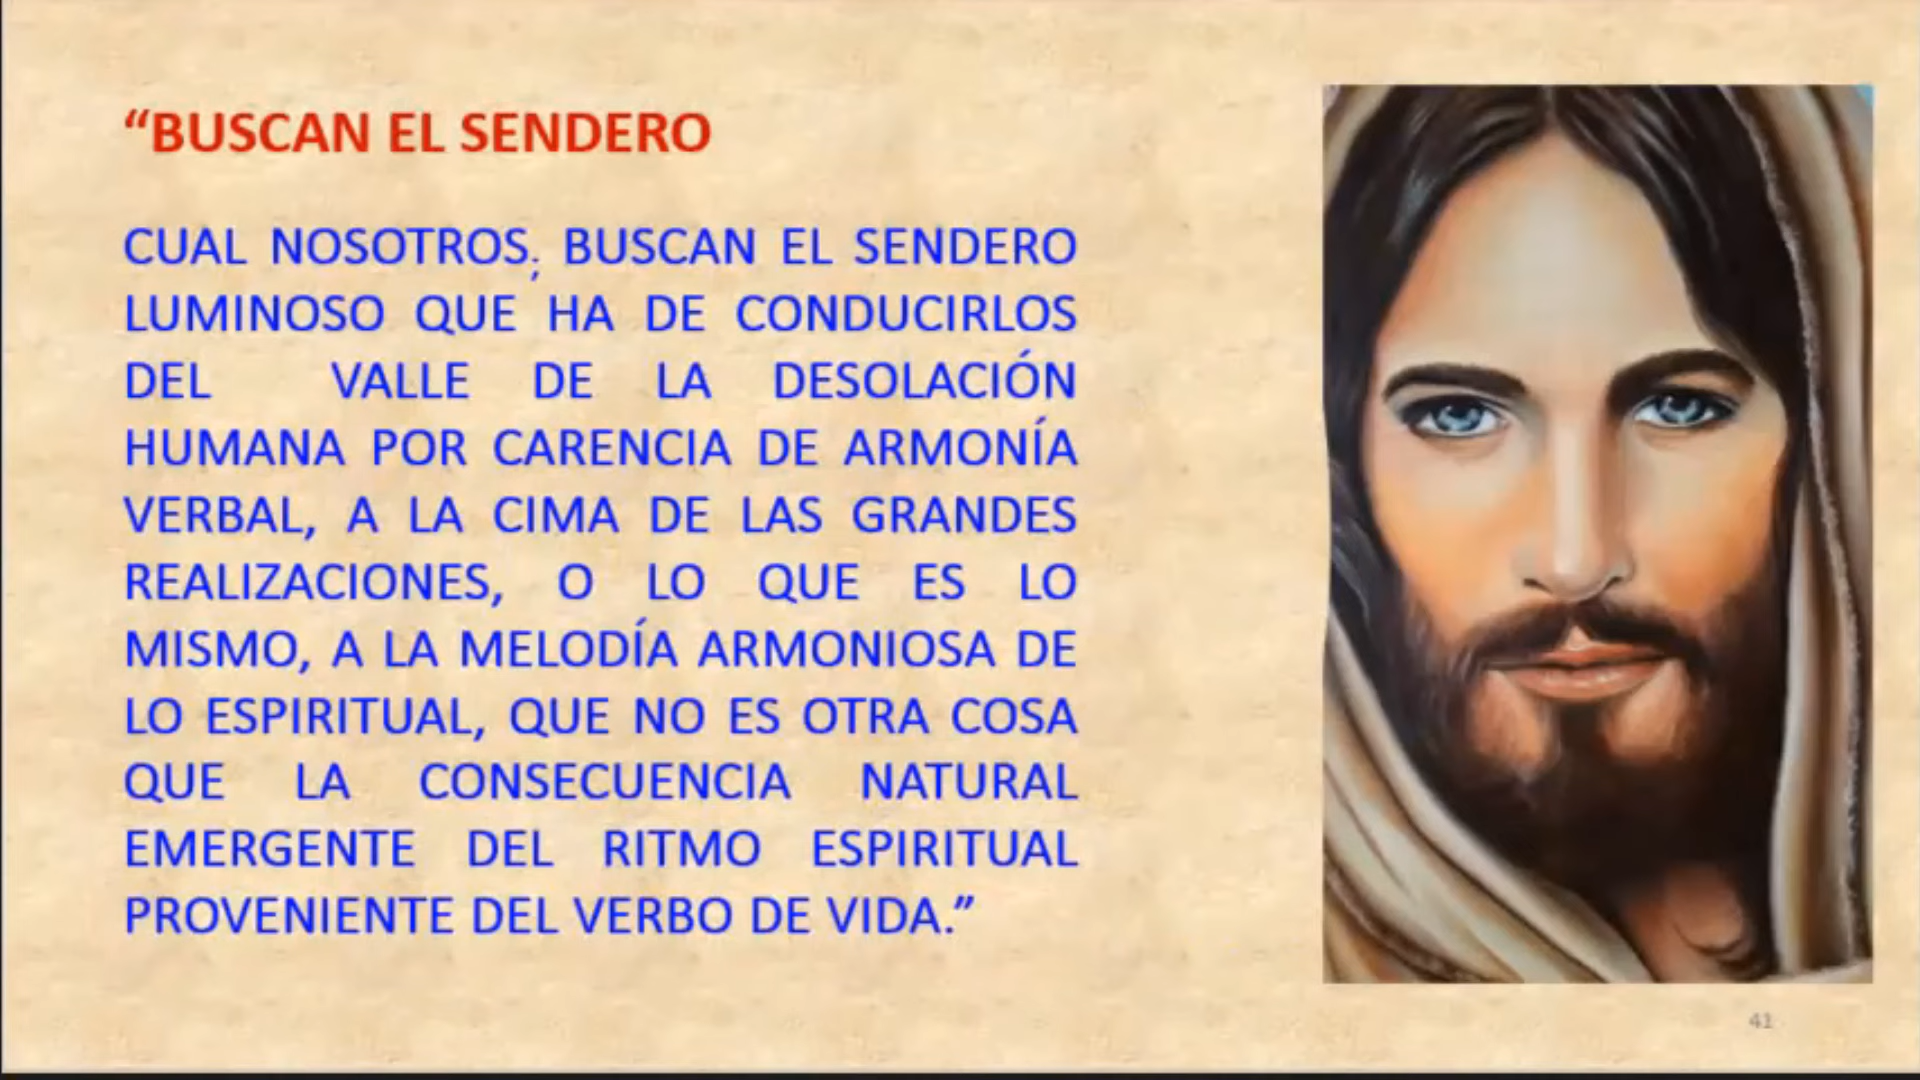 “BUSCAN EL SENDERO
CUAL NOSOTROS; BUSCAN EL SENDERO
LUMINOSO QUE HA DE CONDUCIRLOS
DEL VALLE DE LA DESOLACIÓN
HUMANA POR CARENCIA DE ARMONÍA
VERBAL, A LA CIMA DE LAS GRANDES
REALIZACIONES, O LO QUE ES LO
MISMO, A LA MELODÍA ARMONIOSA DE
LO ESPIRITUAL, QUE NO ES OTRA COSA
QUE LA CONSECUENCIA NATURAL
EMERGENTE DEL RITMO ESPIRITUAL
PROVENIENTE DEL VERBO DE VIDA.”
41